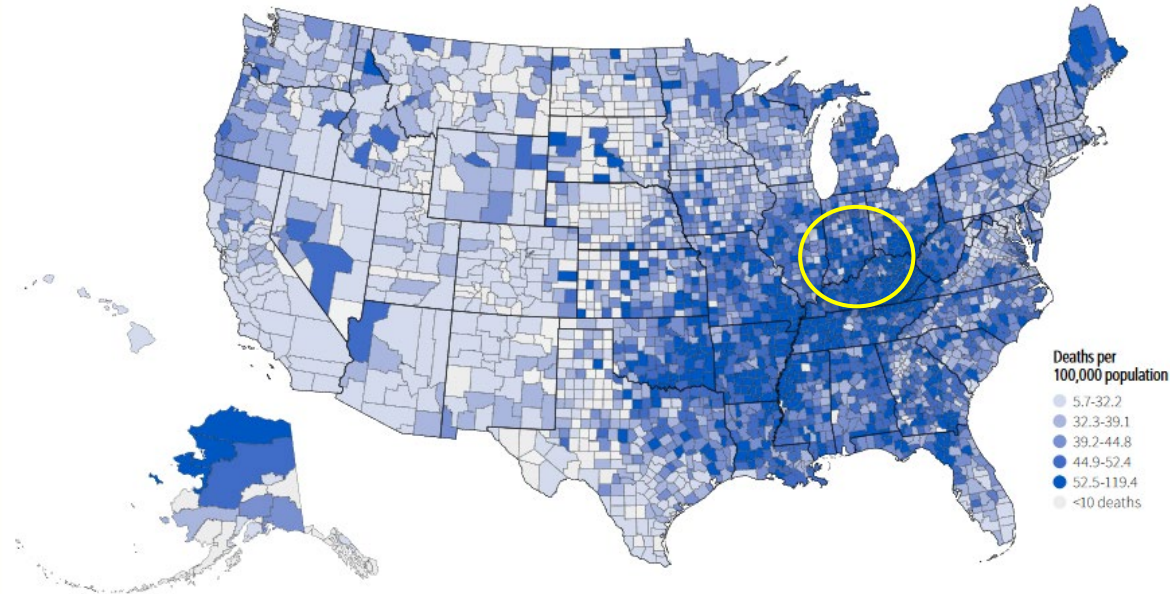 Deaths per
100,000 population
5.7-32.2
32.3-39.1
39.2-44.8
44.9-52.4
52.5-119.4
<10 deaths